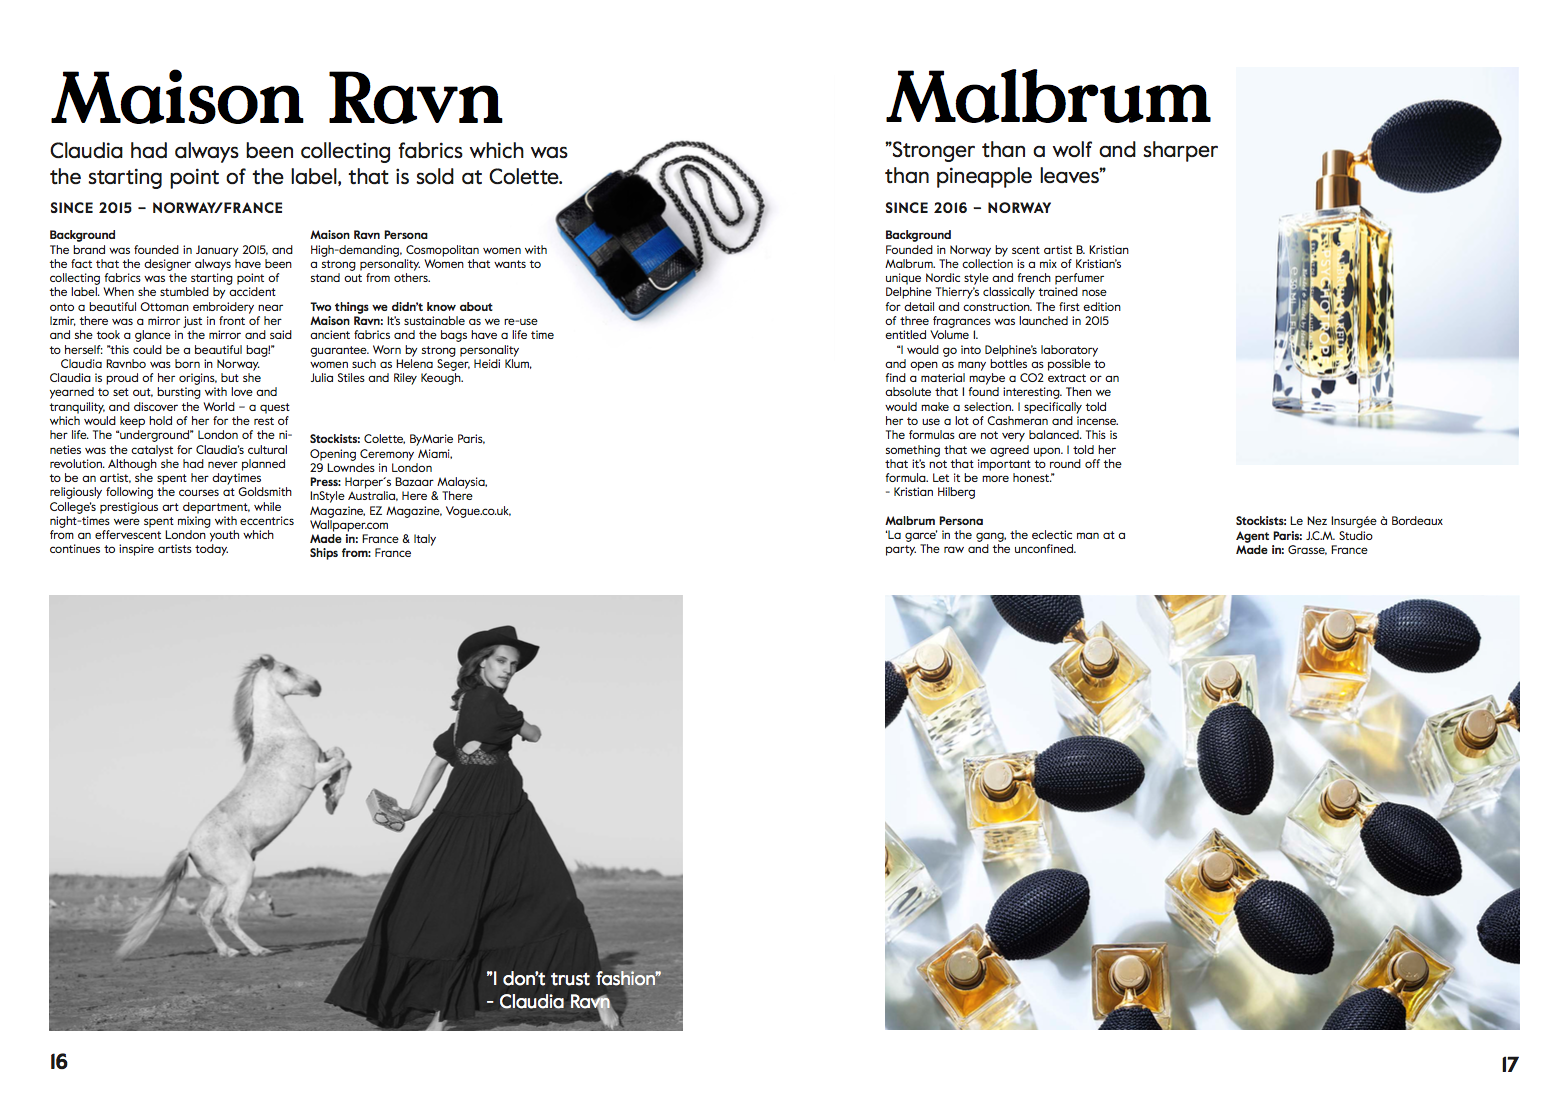 Maison Ravn
Claudia had always been collecting fabrics which was
the starting point of the label, that is sold at Colette.
SINCE 2015 – NORWAY/FRANCE
Background
The brand was founded in January 2015, and
the fact that the designer always have been
collecting fabrics was the starting point of
the label. When she stumbled by accident
onto a beautiful Ottoman embroidery near
Izmir, there was a mirror just in front of her
and she took a glance in the mirror and said
to herself: "this could be a beautiful bag!"
Claudia Ravnbo was born in Norway.
Claudia is proud of her origins, but she
yearned to set out, bursting with love and
tranquility, and discover the World – a quest
which would keep hold of her for the rest of
her life. The “underground” London of the ni-
neties was the catalyst for Claudia's cultural
revolution. Although she had never planned
to be an artist, she spent her daytimes
religiously following the courses at Goldsmith
College's prestigious art department, while
night-times were spent mixing with eccentrics
from an effervescent London youth which
continues to inspire artists today.
Maison Ravn Persona
High-demanding, Cosmopolitan women with
a strong personality. Women that wants to
stand out from others.
Two things we didn't know about
Maison Ravn: It's sustainable as we re-use
ancient fabrics and the bags have a life time
guarantee. Worn by strong personality
women such as Helena Seger, Heidi Klum,
Julia Stiles and Riley Keough.
Stockists: Colette, ByMarie Paris,
Opening Ceremony Miami,
29 Lowndes in London
Press: Harper´s Bazaar Malaysia,
InStyle Australia, Here & There
Magazine, EZ Magazine, Vogue.co.uk,
Wallpaper.com
Made in: France & Italy
Ships from: France
"I don't trust fashion"
- Claudia Ravn
16
Malbrum
"Stronger than a wolf and sharper
than pineapple leaves"
SINCE 2016 – NORWAY
Background
Founded in Norway by scent artist B. Kristian
Malbrum. The collection is a mix of Kristian's
unique Nordic style and french perfumer
Delphine Thierry's classically trained nose
for detail and construction. The first edition
of three fragrances was launched in 2015
entitled Volume I.
“I would go into Delphine's laboratory
and open as many bottles as possible to
find a material maybe a CO2 extract or an
absolute that I found interesting. Then we
would make a selection. I specifically told
her to use a lot of Cashmeran and incense.
The formulas are not very balanced. This is
something that we agreed upon. I told her
that it's not that important to round off the
formula. Let it be more honest.”
- Kristian Hilberg
Malbrum Persona
‘La garce’ in the gang, the eclectic man at a
party. The raw and the unconfined.
Stockists: Le Nez Insurgée à Bordeaux
Agent Paris: J.C.M. Studio
Made in: Grasse, France
17